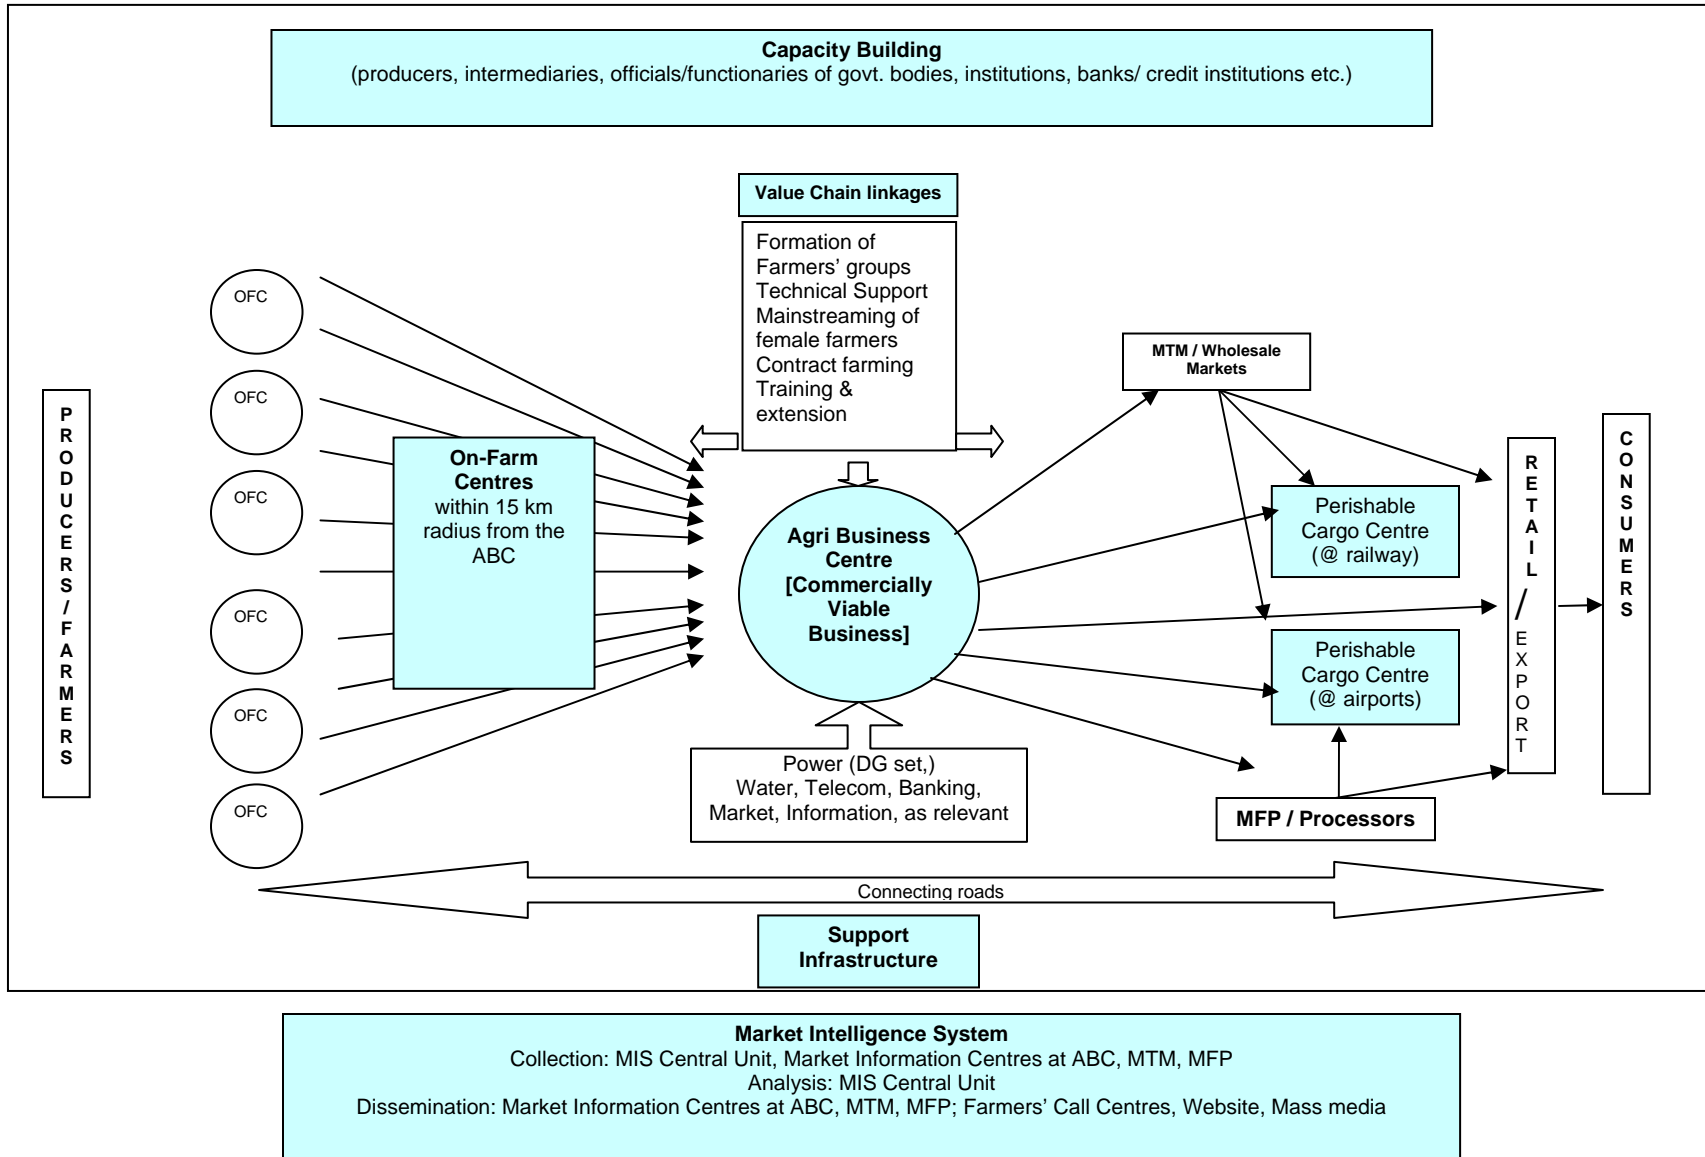 Capacity Building
(producers, intermediaries, officials/functionaries of govt. bodies, institutions, banks/ credit institutions etc.)
Value Chain linkages
Formation of
Farmers’ groups
Technical Support
Mainstreaming of
female farmers
Contract farming
Training &
extension
PRODUCERS/FARMERS
OFC
OFC
OFC
OFC
OFC
OFC
On-Farm
Centres
within 15 km
radius from the
ABC
Agri Business
Centre
[Commercially
Viable
Business]
Power (DG set,)
Water, Telecom, Banking,
Market, Information, as relevant
MTM / Wholesale
Markets
Perishable
Cargo Centre
(@ railway)
Perishable
Cargo Centre
(@ airports)
MFP / Processors
RETAIL/EXPORT
CONSUMERS
Connecting roads
Support
Infrastructure
Market Intelligence System
Collection: MIS Central Unit, Market Information Centres at ABC, MTM, MFP
Analysis: MIS Central Unit
Dissemination: Market Information Centres at ABC, MTM, MFP; Farmers’ Call Centres, Website, Mass media